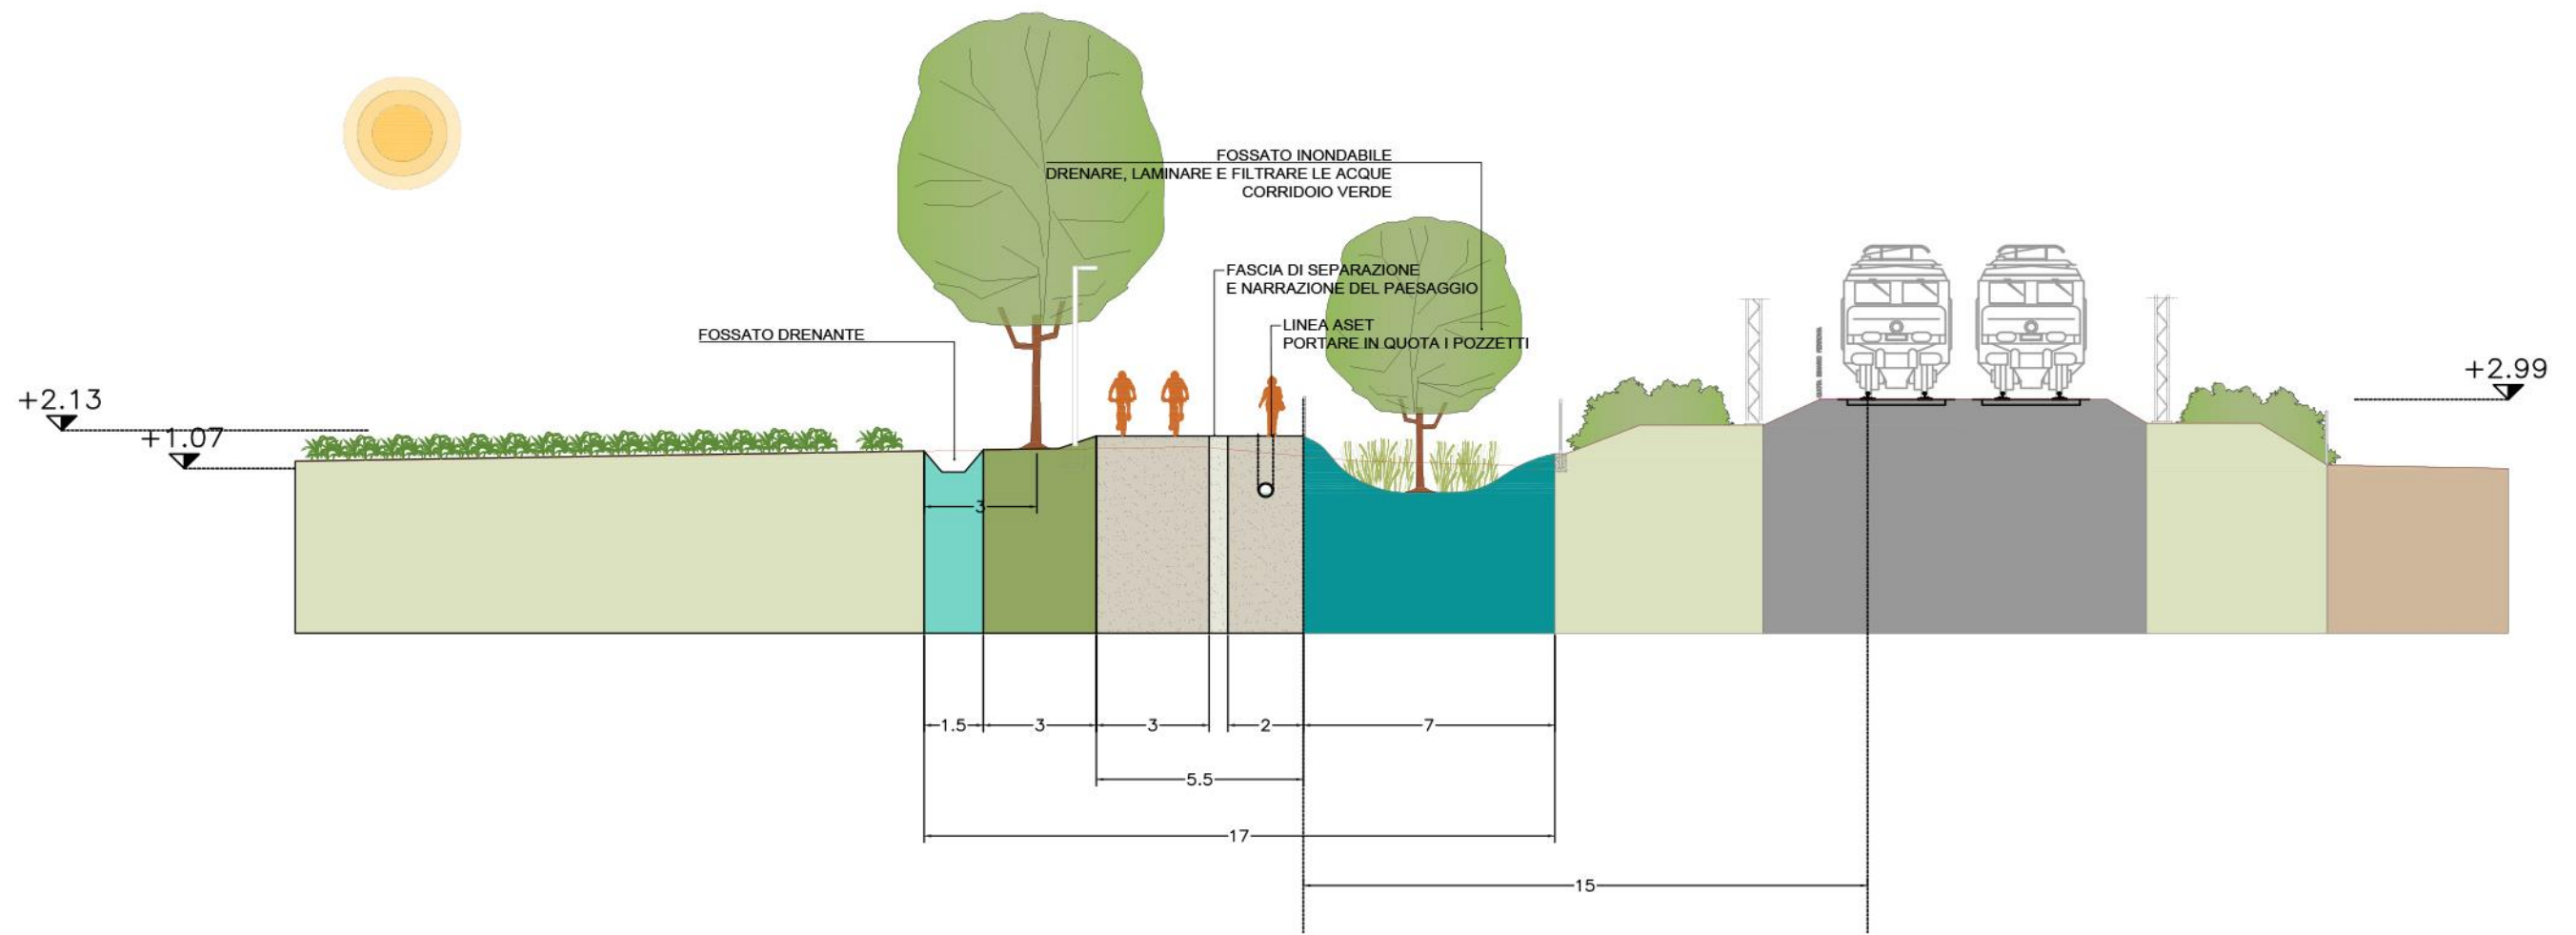 FOSSATO INONDABILE
DRENARE, LAMINARE E FILTRARE LE ACQUE
CORRIDOIO VERDE
FASCIA DI SEPARAZIONE
E NARRAZIONE DEL PAESAGGIO
LINEA ASET
PORTARE IN QUOTA I POZZETTI
FOSSATO DRENANTE
+2.13
+1.07
+2.99
3
1.5
3
3
2
7
5.5
17
15